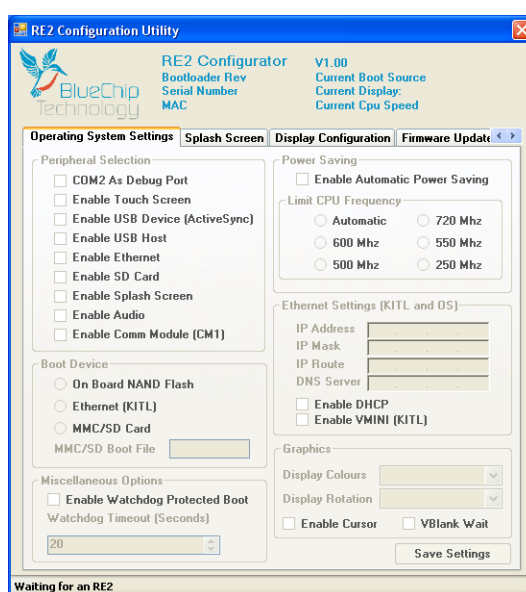 RE2 Configuration Utility
BlueChip
Technology
RE2 Configurator V1.00
Bootloader Rev Current Boot Source
Serial Number Current Display:
MAC Current Cpu Speed
Operating System Settings Splash Screen Display Configuration Firmware Update
Peripheral Selection
COM2 As Debug Port
Enable Touch Screen
Enable USB Device (ActiveSync)
Enable USB Host
Enable Ethernet
Enable SD Card
Enable Splash Screen
Enable Audio
Enable Comm Module (CM1)
Boot Device
On Board NAND Flash
Ethernet (KITL)
MMC/SD Card
MMC/SD Boot File
Miscellaneous Options
Enable Watchdog Protected Boot
Watchdog Timeout (Seconds)
20
Power Saving
Enable Automatic Power Saving
Limit CPU Frequency
Automatic 720 Mhz
600 Mhz 550 Mhz
500 Mhz 250 Mhz
Ethernet Settings (KITL and OS)
IP Address
IP Mask
IP Route
DNS Server
Enable DHCP
Enable VMINI (KITL)
Graphics
Display Colours
Display Rotation
Enable Cursor VBlank Wait
Save Settings
Waiting for an RE2